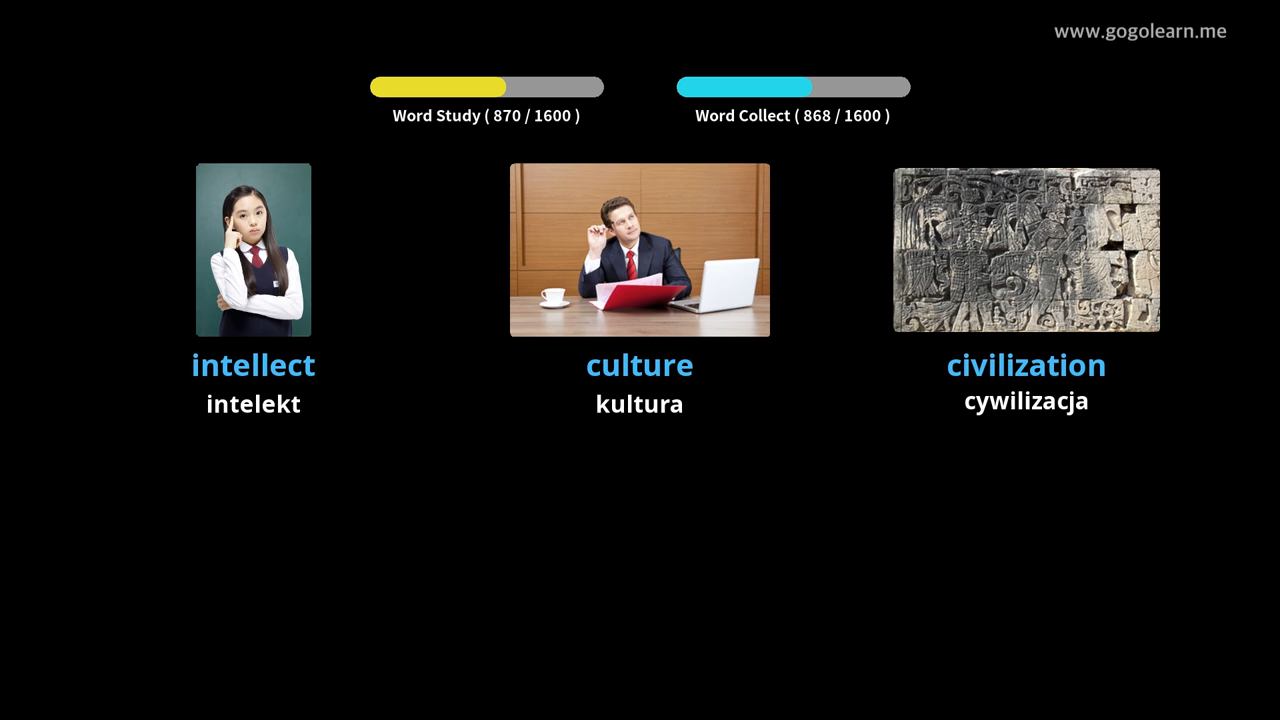 www.gogolearn.me
Word Study ( 870 / 1600 )
Word Collect ( 868 / 1600 )
intellect
intelekt
culture
kultura
civilization
cywilizacja